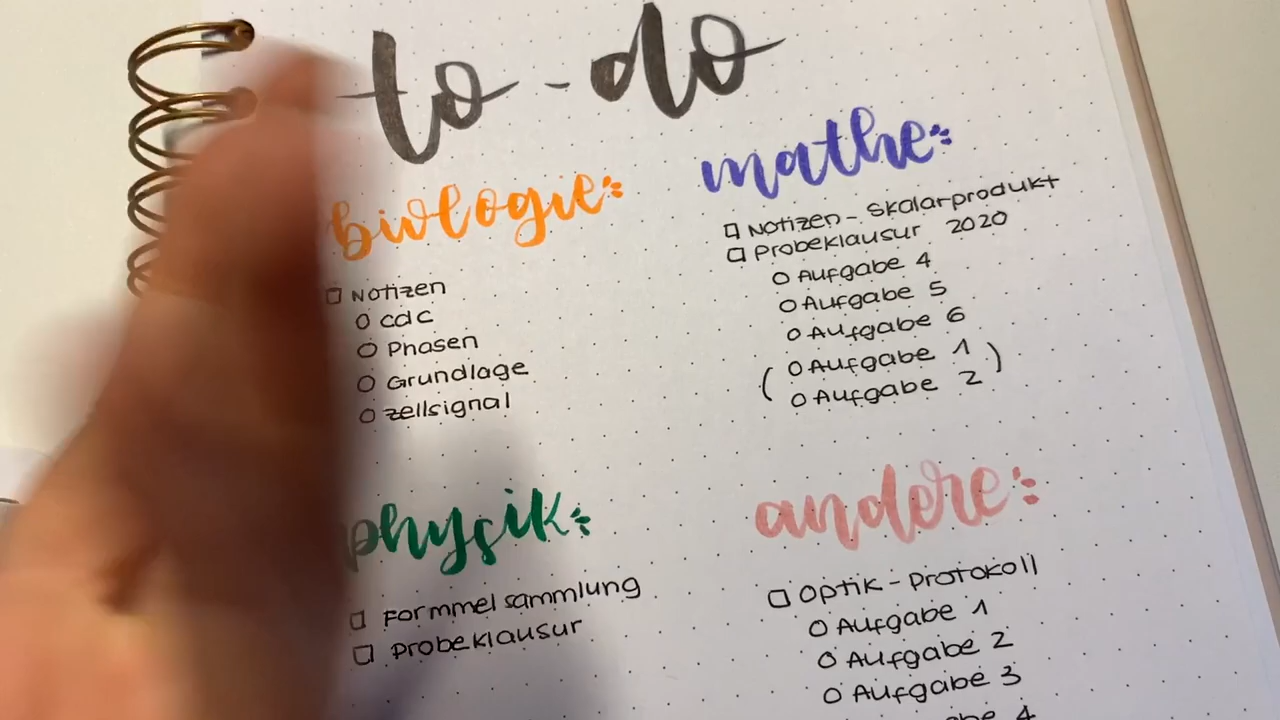 to-do
biologie
Notizen
cdc
Phasen
Grundlage
zellsignal
mathe
Notizen - Skalarprodukt
Probeklausur 2020
Aufgabe 4
Aufgabe 5
Aufgabe 6
( Aufgabe 1 )
Aufgabe 2
physik
Formmelsammlung
Probeklausur
andere
Optik - Protokoll
Aufgabe 1
Aufgabe 2
Aufgabe 3
4